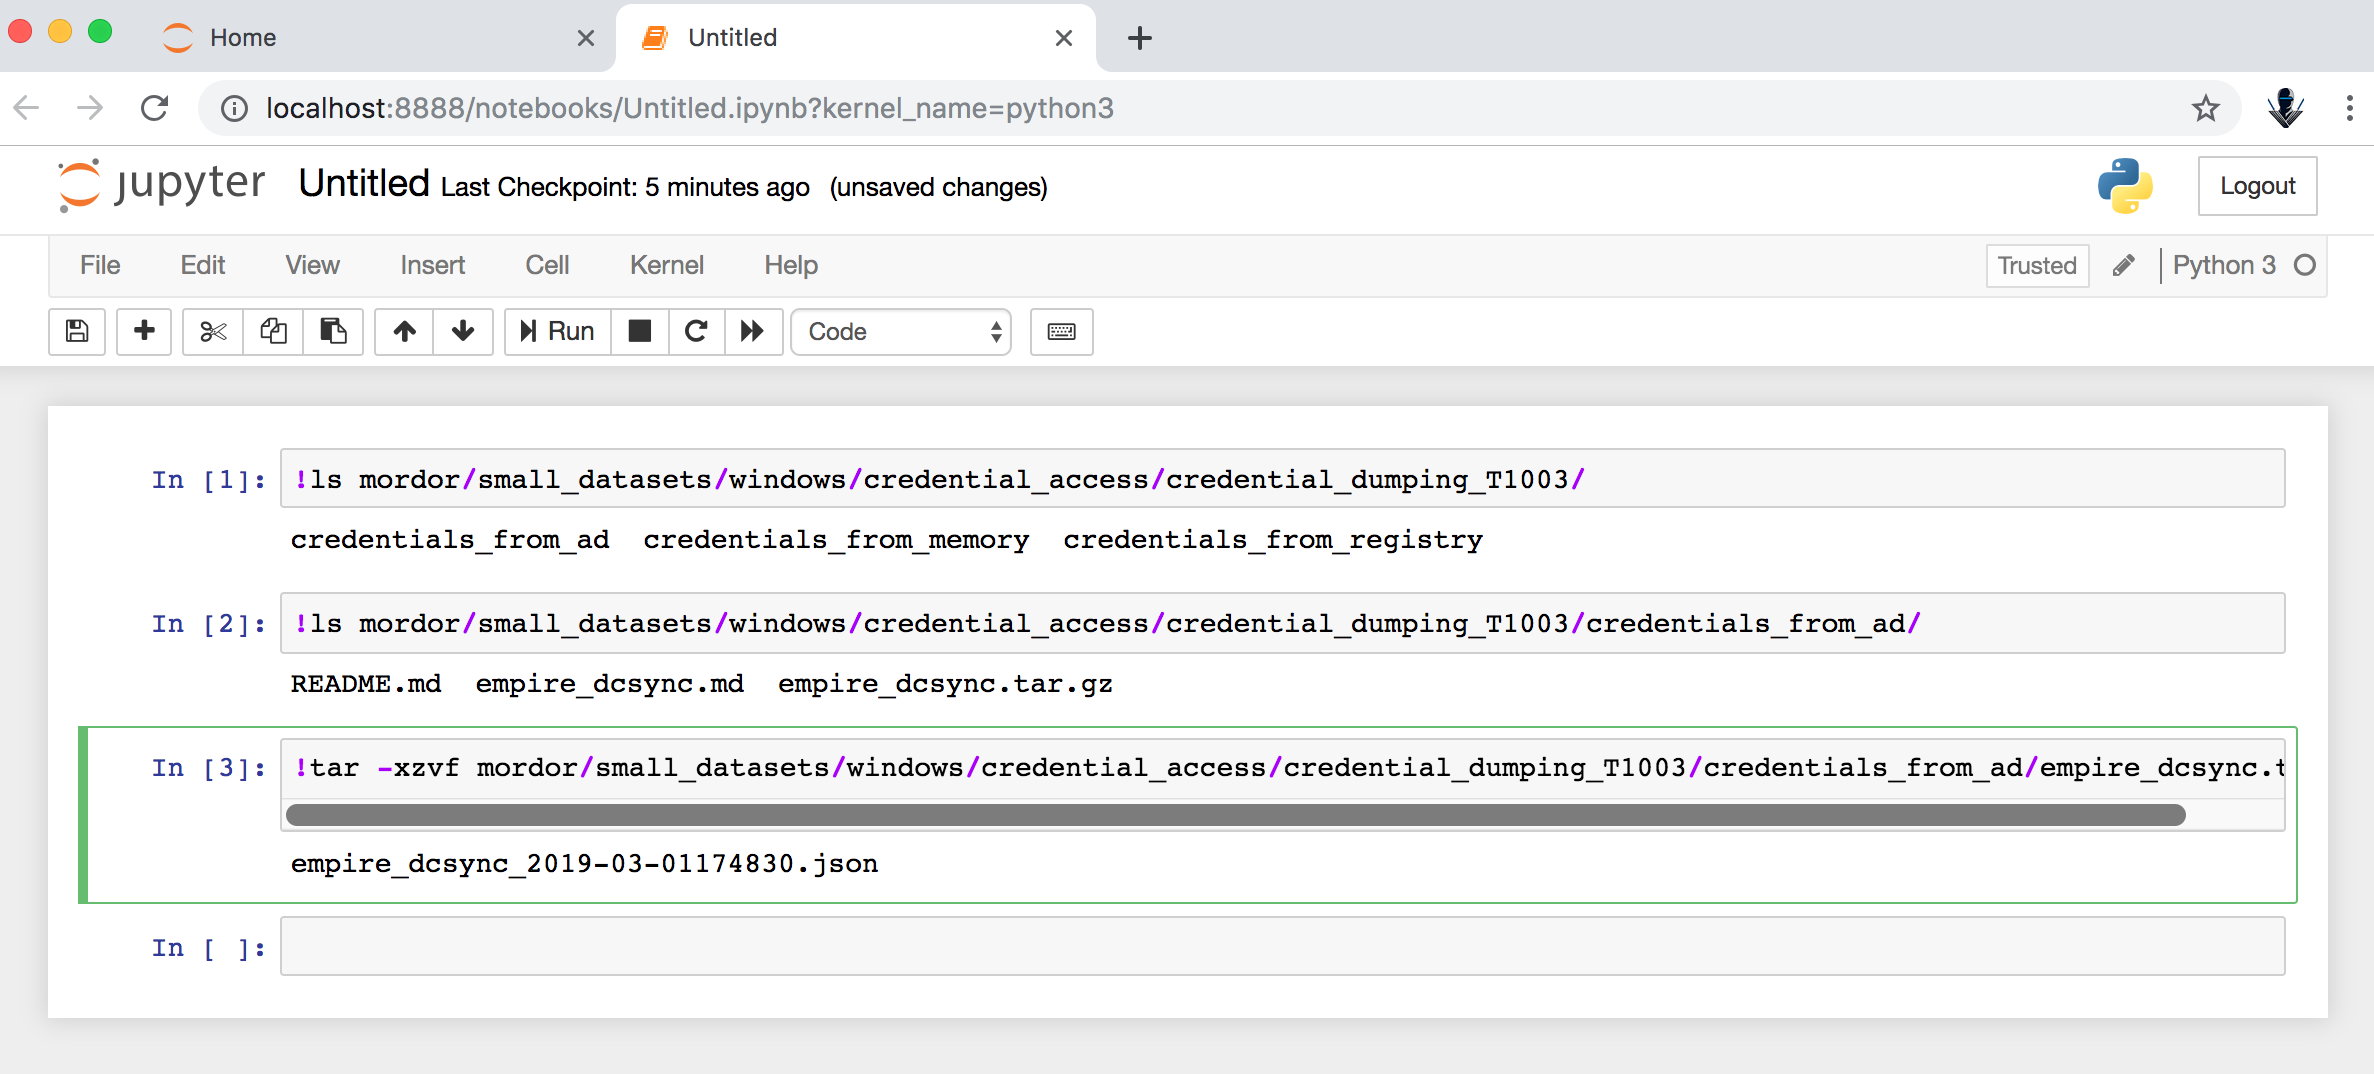 Home
Untitled
localhost:8888/notebooks/Untitled.ipynb?kernel_name=python3
jupyter Untitled Last Checkpoint: 5 minutes ago (unsaved changes)
Logout
File Edit View Insert Cell Kernel Help
Trusted
Python 3
Run
Code
In [1]: !ls mordor/small_datasets/windows/credential_access/credential_dumping_T1003/
credentials_from_ad credentials_from_memory credentials_from_registry
In [2]: !ls mordor/small_datasets/windows/credential_access/credential_dumping_T1003/credentials_from_ad/
README.md empire_dcsync.md empire_dcsync.tar.gz
In [3]: !tar -xzvf mordor/small_datasets/windows/credential_access/credential_dumping_T1003/credentials_from_ad/empire_dcsync.t
empire_dcsync_2019-03-01174830.json
In [ ]: